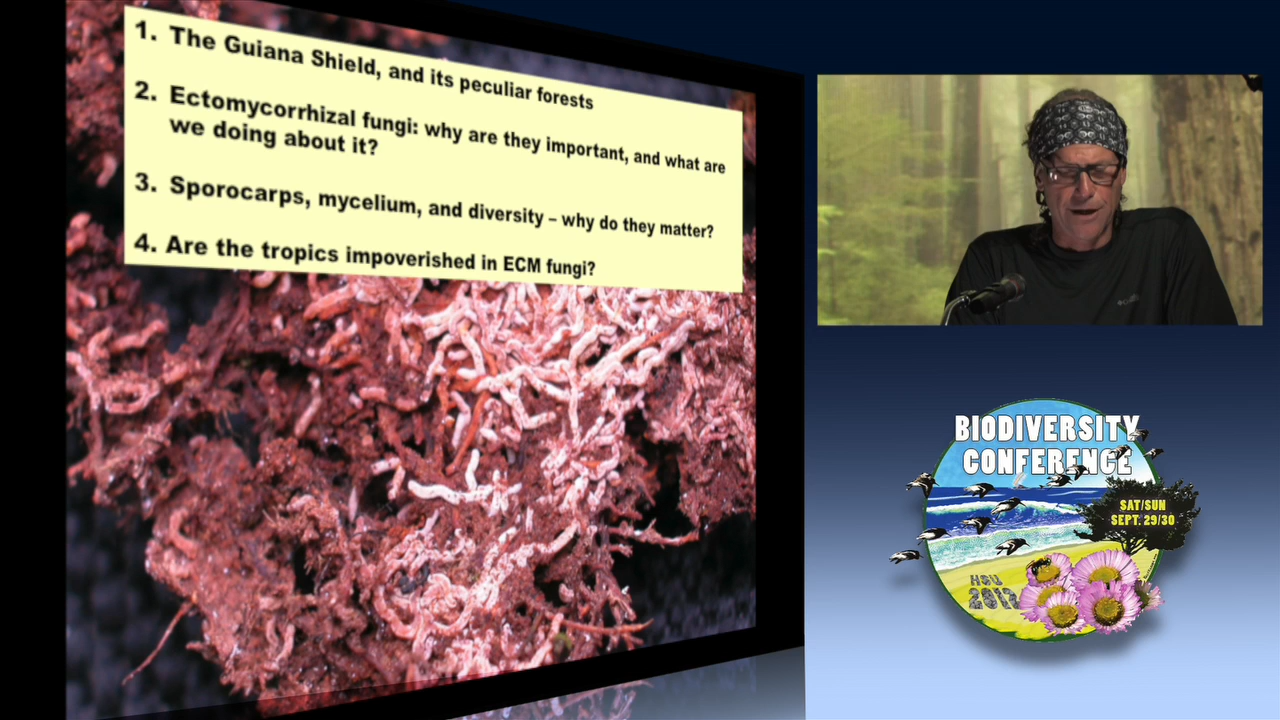 1. The Guiana Shield, and its peculiar forests
2. Ectomycorrhizal fungi: why are they important, and what are
we doing about it?
3. Sporocarps, mycelium, and diversity – why do they matter?
4. Are the tropics impoverished in ECM fungi?
BIODIVERSITY
CONFERENCE
SAT/SUN
SEPT. 29/30
HSU
2012